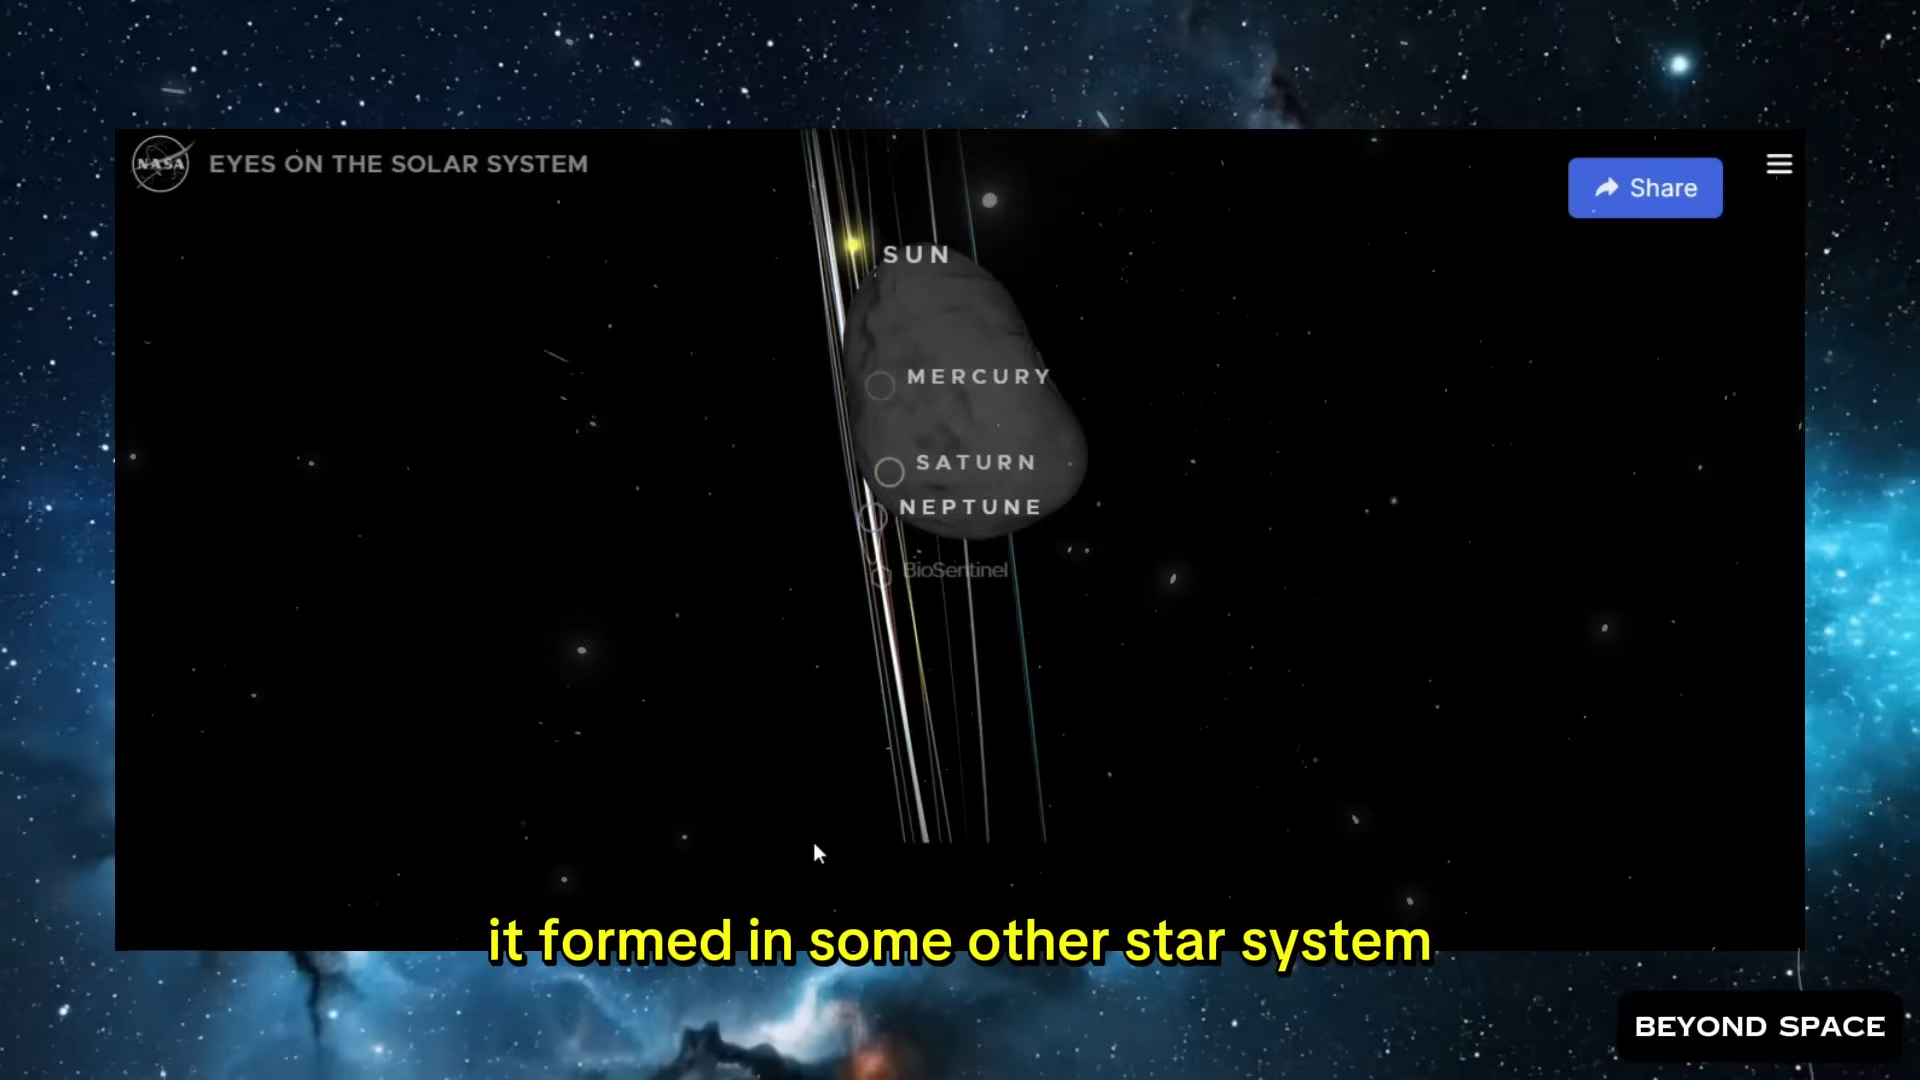 NASA
EYES ON THE SOLAR SYSTEM
Share
SUN
MERCURY
SATURN
NEPTUNE
BioSentinel
it formed in some other star system
BEYOND SPACE